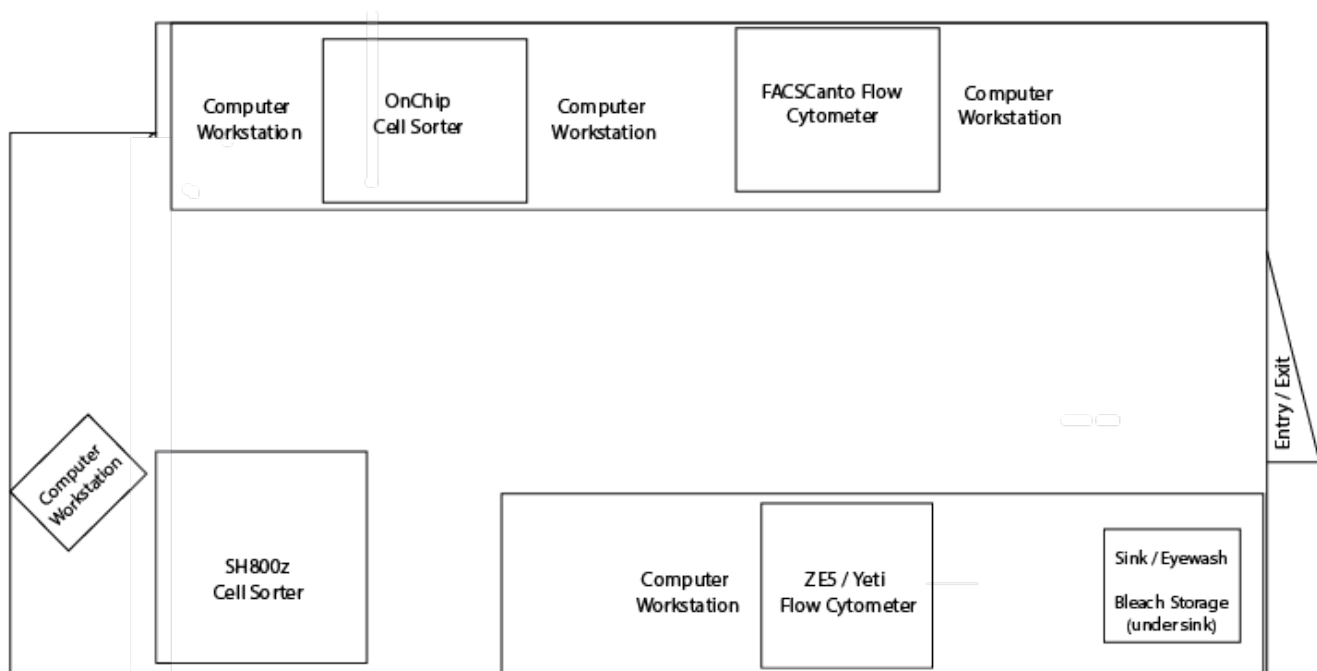 Computer
Workstation
OnChip
Cell Sorter
Computer
Workstation
FACSCanto Flow
Cytometer
Computer
Workstation
Entry / Exit
Computer
Workstation
SH800z
Cell Sorter
Computer
Workstation
ZE5 / Yeti
Flow Cytometer
Sink / Eyewash
Bleach Storage
(under sink)